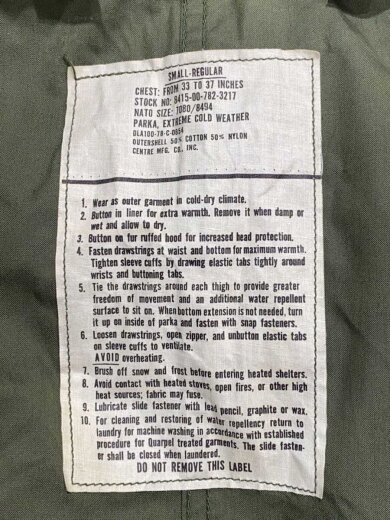 SMALL-REGULAR
CHEST: FROM 33 TO 37 INCHES
STOCK NO: 8415-00-782-3217
NATO SIZE: 7080/8494
PARKA, EXTREME COLD WEATHER
DLA100-78-C-0654
OUTERSHELL 50% COTTON 50% NYLON
CENTRE MFG. CO., INC.
1. Wear as outer garment in cold-dry climate.
2. Button in liner for extra warmth. Remove it when damp or
wet and allow to dry.
3. Button on fur ruffed hood for increased head protection.
4. Fasten drawstrings at waist and bottom for maximum warmth.
Tighten sleeve cuffs by drawing elastic tabs tightly around
wrists and buttoning tabs.
5. Tie the drawstrings around each thigh to provide greater
freedom of movement and an additional water repellent
surface to sit on. When bottom extension is not needed, turn
it up on inside of parka and fasten with snap fasteners.
6. Loosen drawstrings, open zipper, and unbutton elastic tabs
on sleeve cuffs to ventilate.
AVOID overheating.
7. Brush off snow and frost before entering heated shelters.
8. Avoid contact with heated stoves, open fires, or other high
heat sources; fabric may fuse.
9. Lubricate slide fastener with lead pencil, graphite or wax.
10. For cleaning and restoring of water repellency return to
laundry for machine washing in accordance with established
procedure for Quarpel treated garments. The slide fasten-
er shall be closed when laundered.
DO NOT REMOVE THIS LABEL